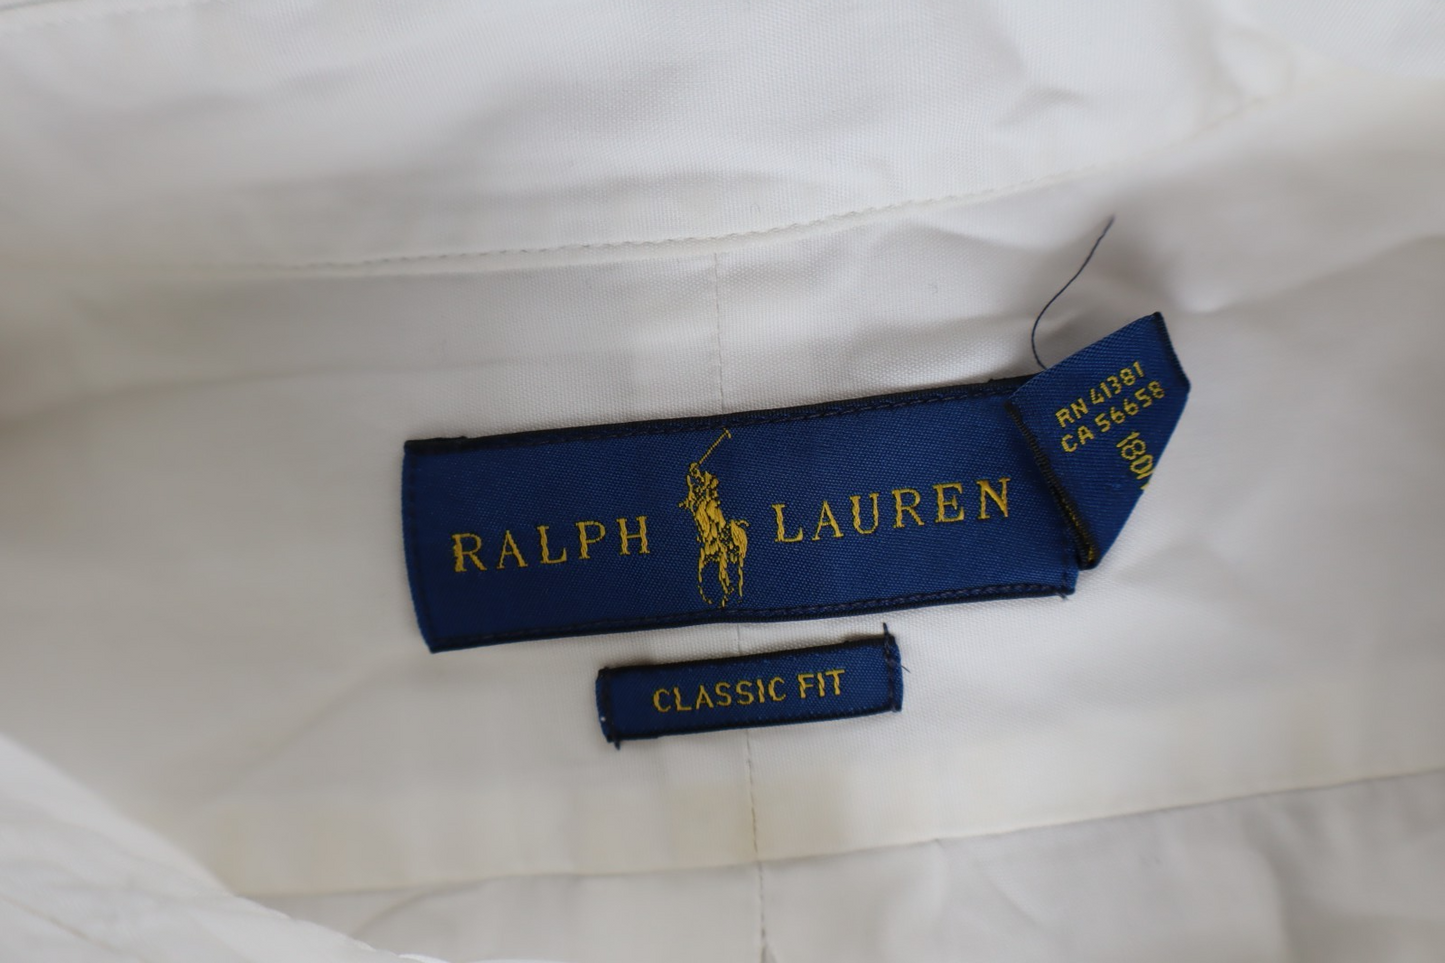 RALPH LAUREN
CLASSIC FIT
RN 41381
CA 56658